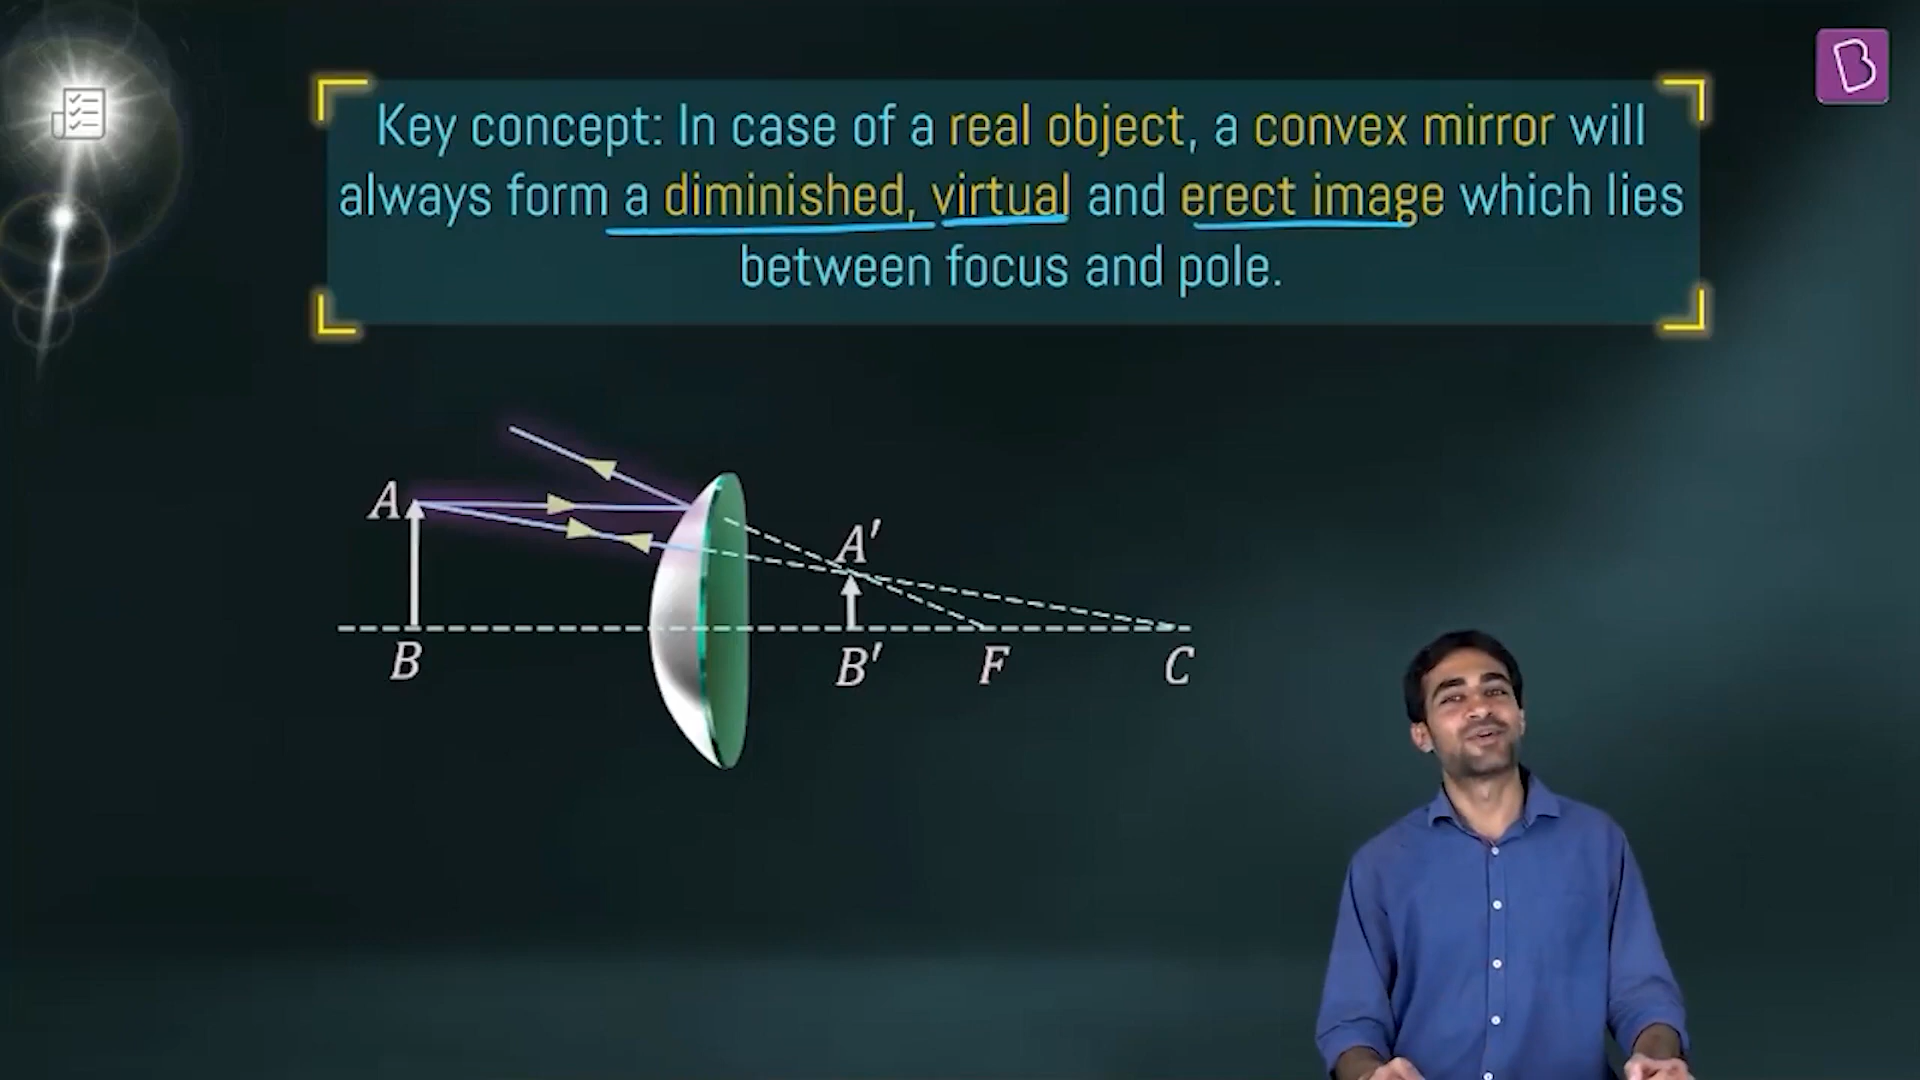 Key concept: In case of a real object, a convex mirror will
always form a diminished, virtual and erect image which lies
between focus and pole.
A
A′
B
B′
F
C
B